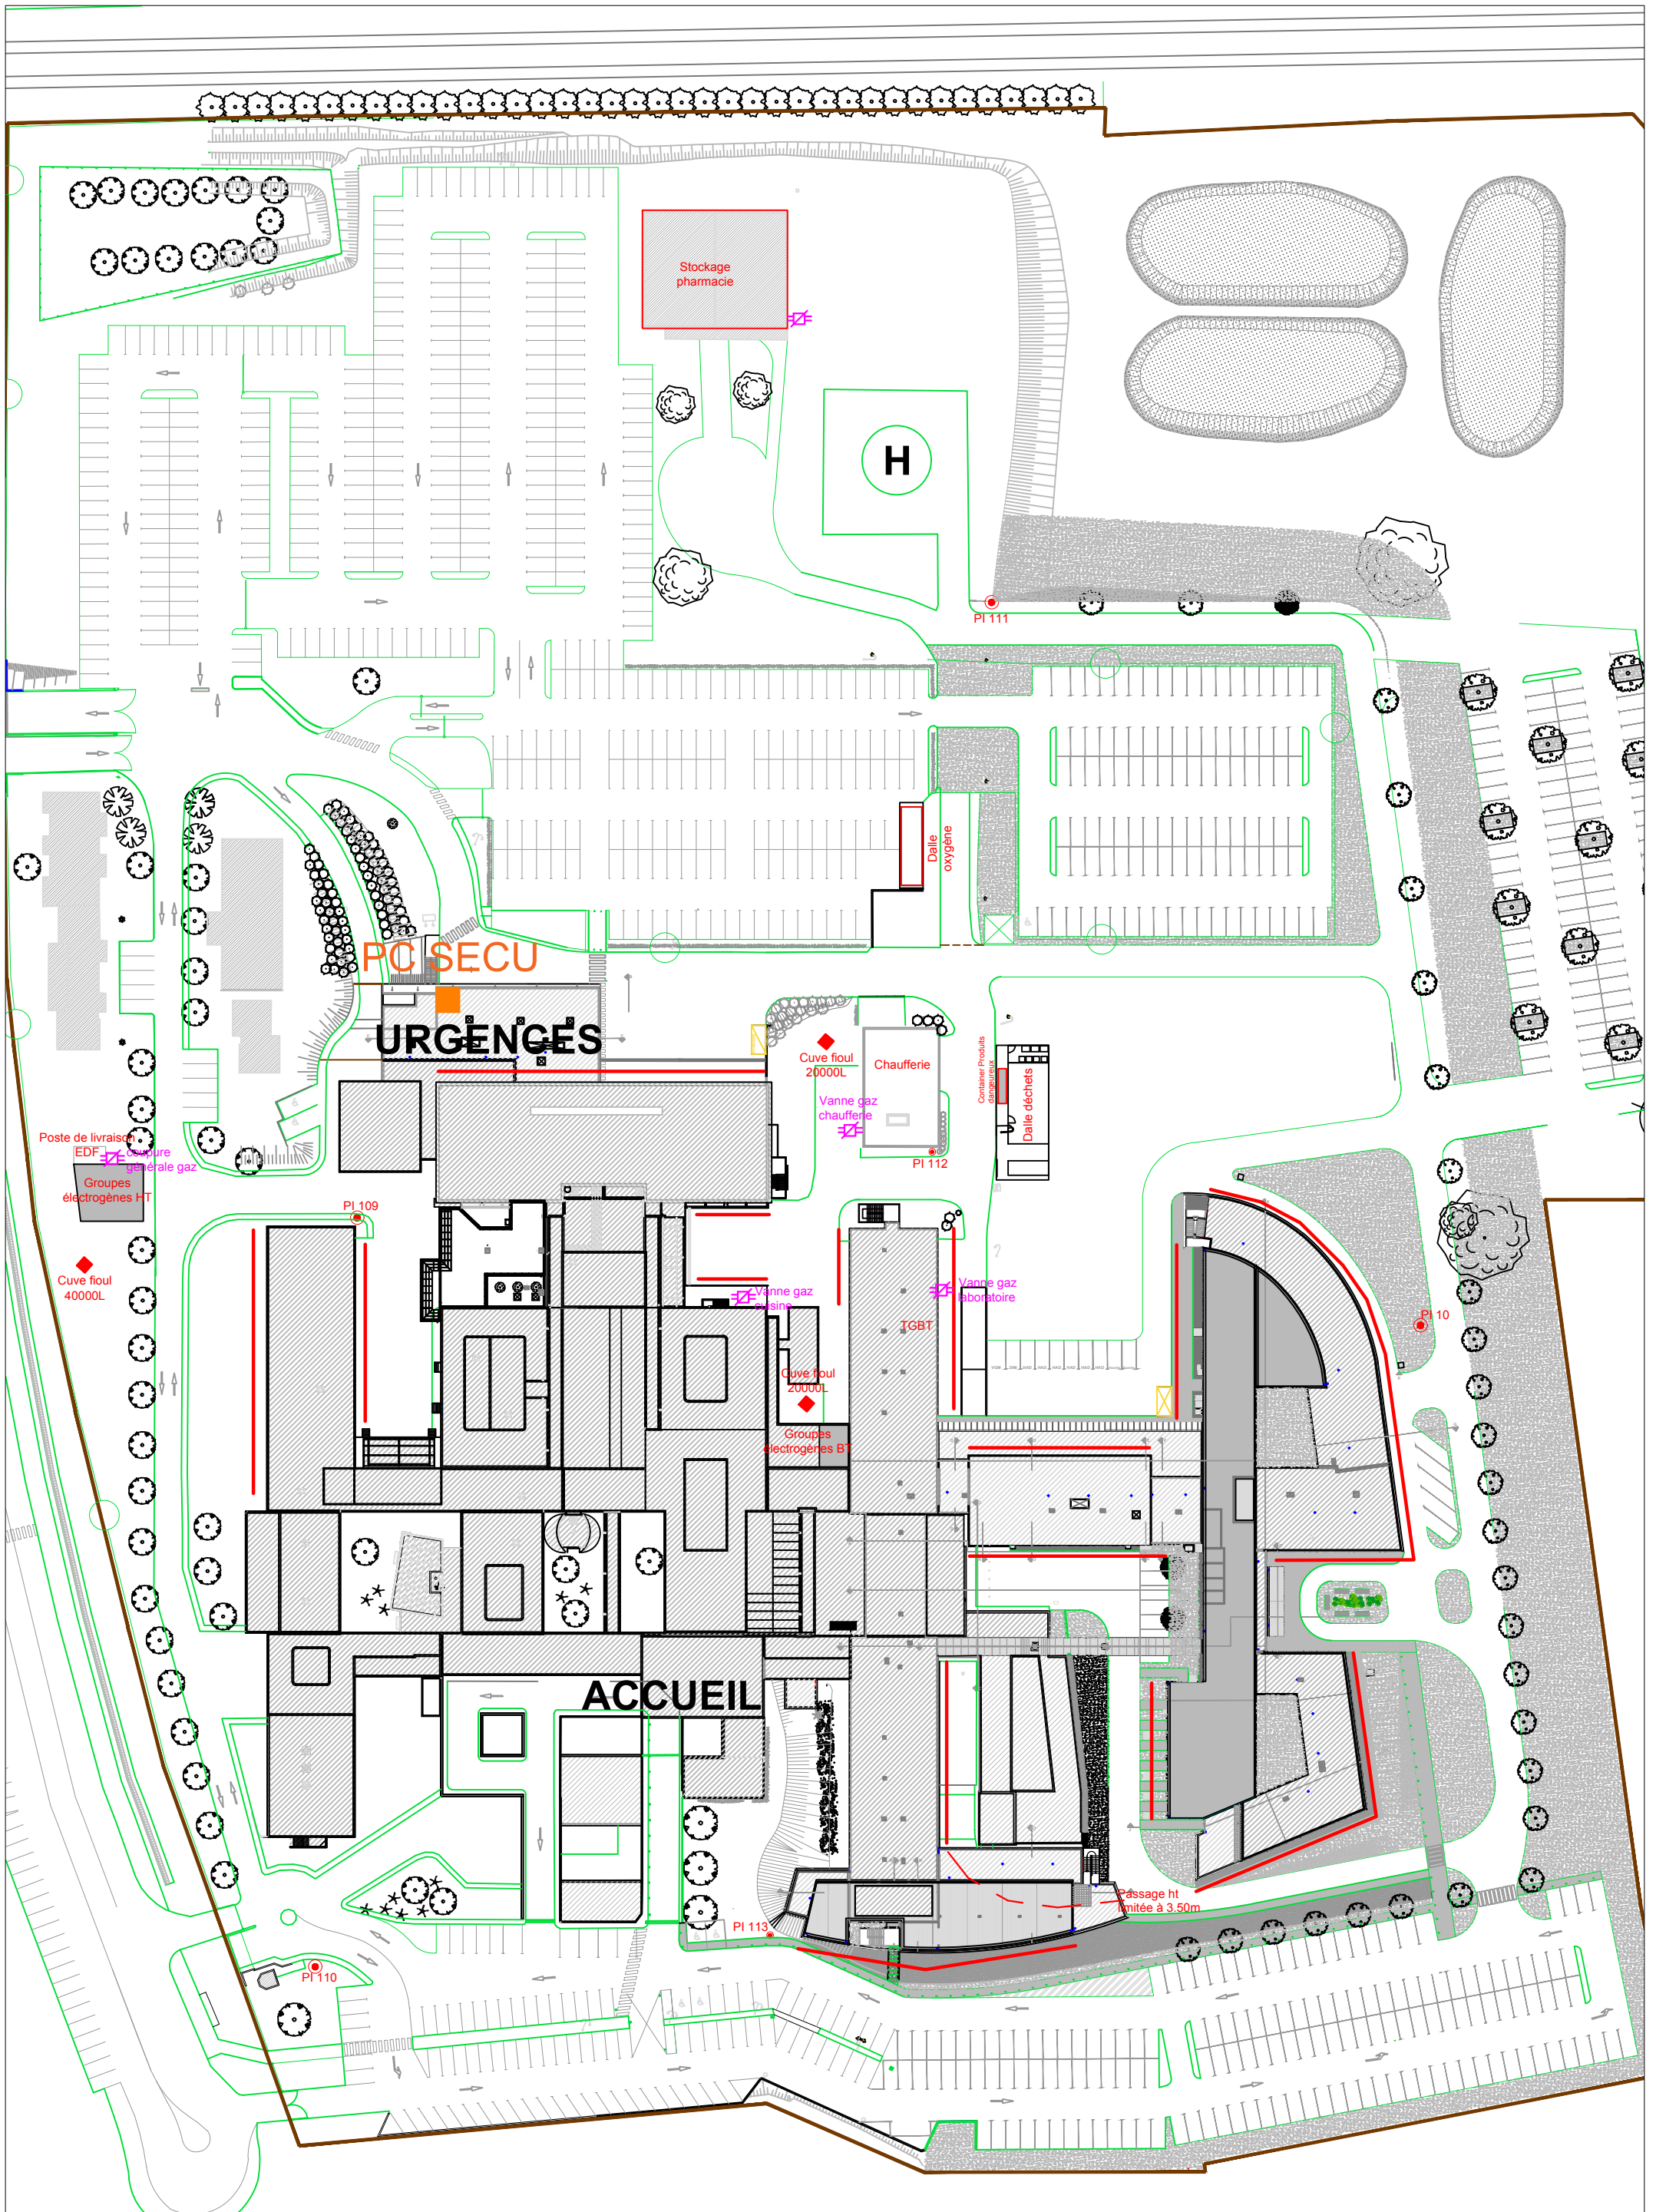 Stockage
pharmacie
H
PI 111
Dalle
oxygène
PC SECU
URGENCES
Cuve fioul
20000L
Chaufferie
Container Produits
dangeureux
Dalle déchets
Vanne gaz
chaufferie
PI 112
Poste de livraison
EDF
coupure
générale gaz
Groupes
électrogènes HT
PI 109
Cuve fioul
40000L
Vanne gaz
cuisine
Vanne gaz
laboratoire
TGBT
PI 10
Cuve fioul
20000L
Groupes
électrogènes BT
ACCUEIL
Passage ht
limitée à 3.50m
PI 113
PI 110